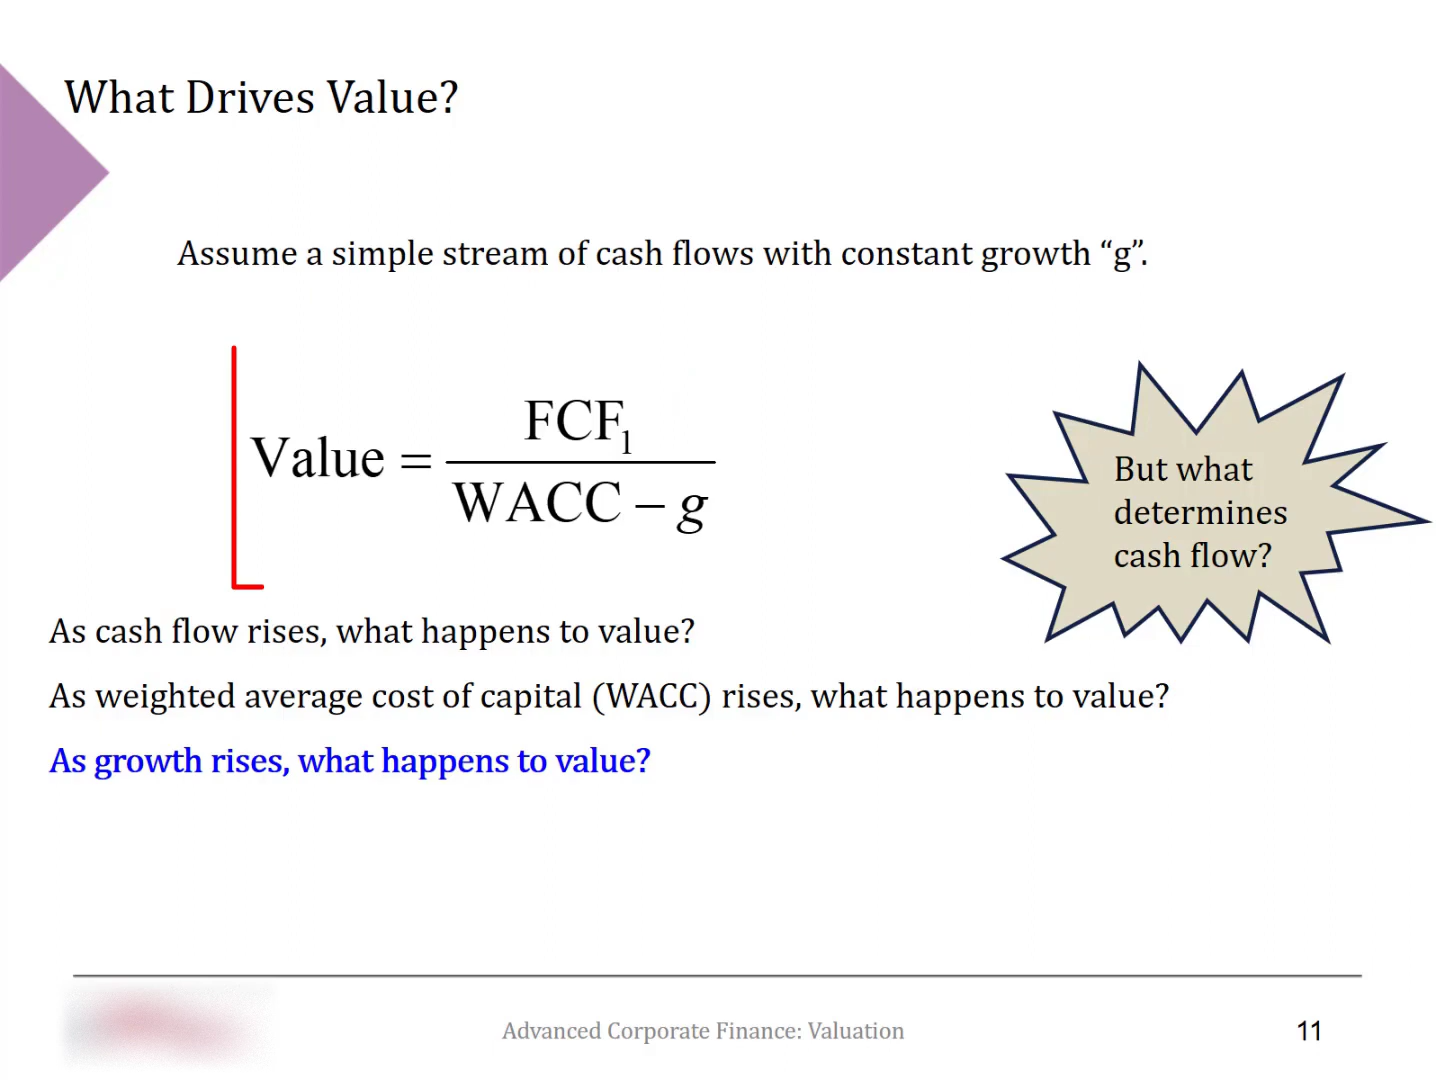 What Drives Value?
Assume a simple stream of cash flows with constant growth “g”.
Value = FCF₁ / (WACC − g)
But what
determines
cash flow?
As cash flow rises, what happens to value?
As weighted average cost of capital (WACC) rises, what happens to value?
As growth rises, what happens to value?
Advanced Corporate Finance: Valuation
11